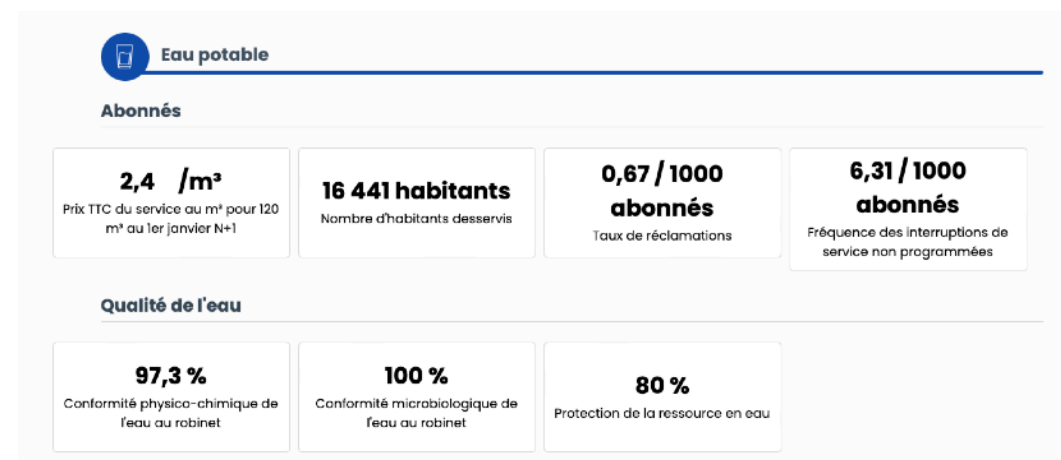 Eau potable
Abonnés
2,4 /m³
Prix TTC du service au m³ pour 120
m³ au 1er janvier N+1
16 441 habitants
Nombre d'habitants desservis
0,67 / 1000
abonnés
Taux de réclamations
6,31 / 1000
abonnés
Fréquence des interruptions de
service non programmées
Qualité de l'eau
97,3 %
Conformité physico-chimique de
l'eau au robinet
100 %
Conformité microbiologique de
l'eau au robinet
80 %
Protection de la ressource en eau